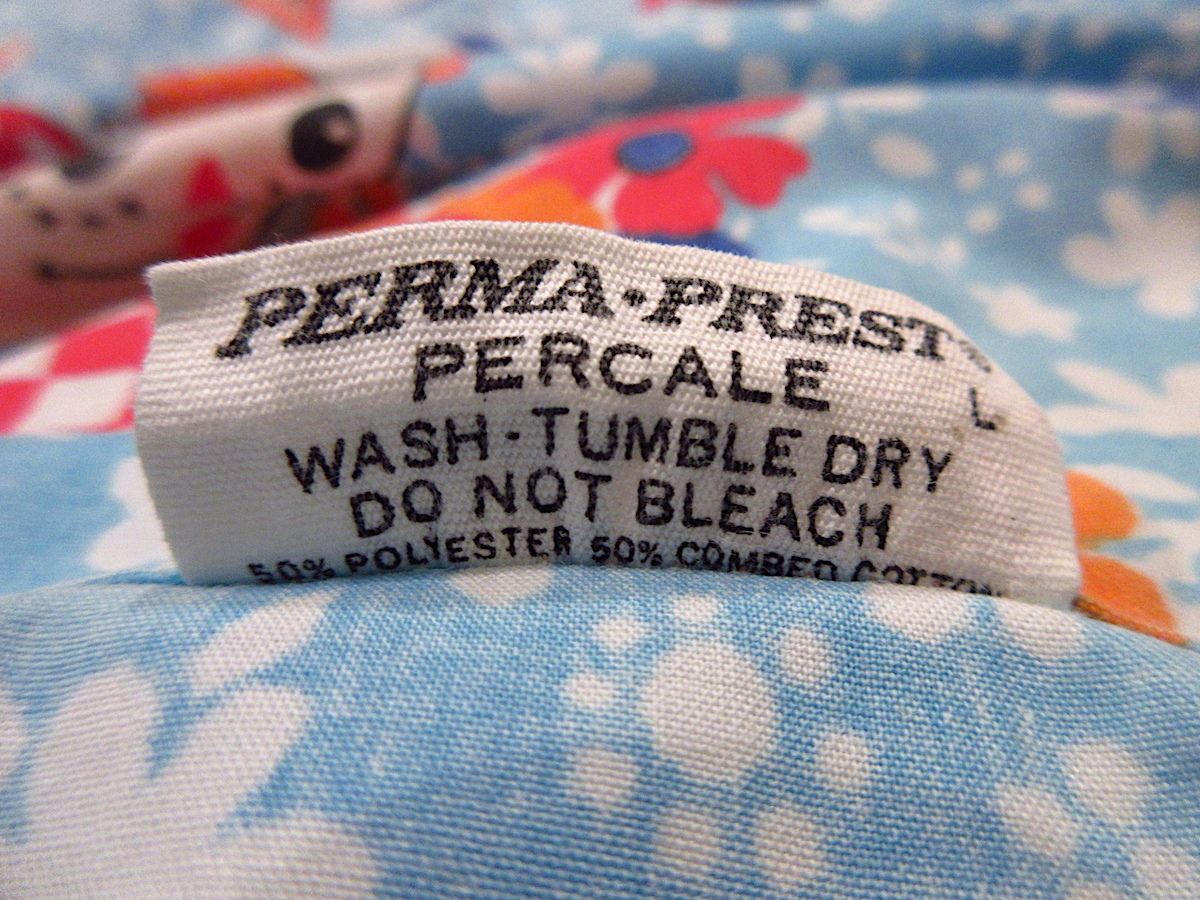 PERMA·PREST
PERCALE
L
WASH·TUMBLE DRY
DO NOT BLEACH
50% POLYESTER 50% COMBED COTTON